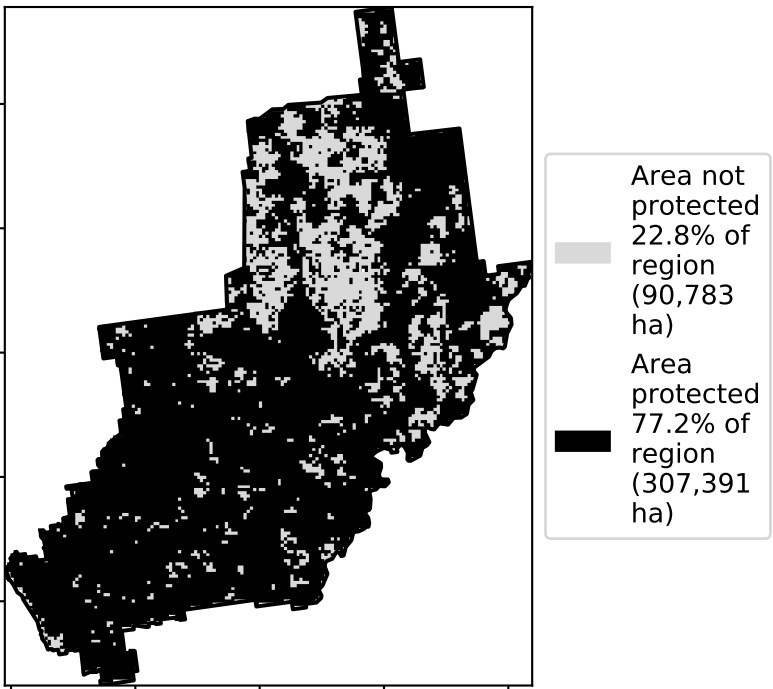 Area not
protected
22.8% of
region
(90,783
ha)
Area
protected
77.2% of
region
(307,391
ha)